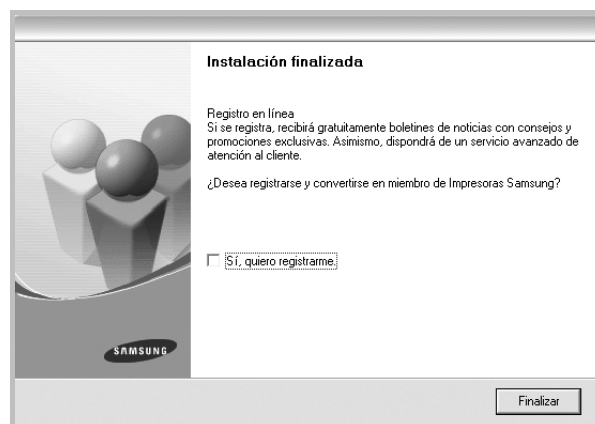 Instalación finalizada
Registro en línea
Si se registra, recibirá gratuitamente boletines de noticias con consejos y
promociones exclusivas. Asimismo, dispondrá de un servicio avanzado de
atención al cliente.
¿Desea registrarse y convertirse en miembro de Impresoras Samsung?
Sí, quiero registrarme.
SAMSUNG
Finalizar